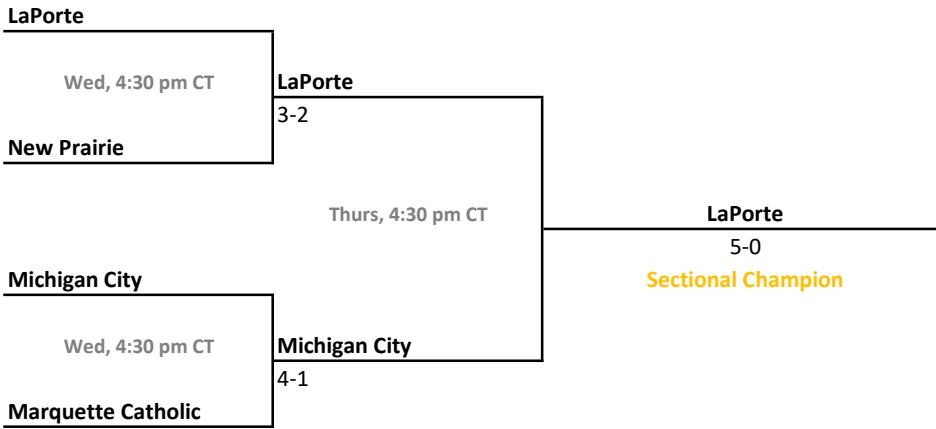 LaPorte
Wed, 4:30 pm CT
LaPorte
3-2
New Prairie
Thurs, 4:30 pm CT
LaPorte
5-0
Sectional Champion
Michigan City
Wed, 4:30 pm CT
Michigan City
4-1
Marquette Catholic